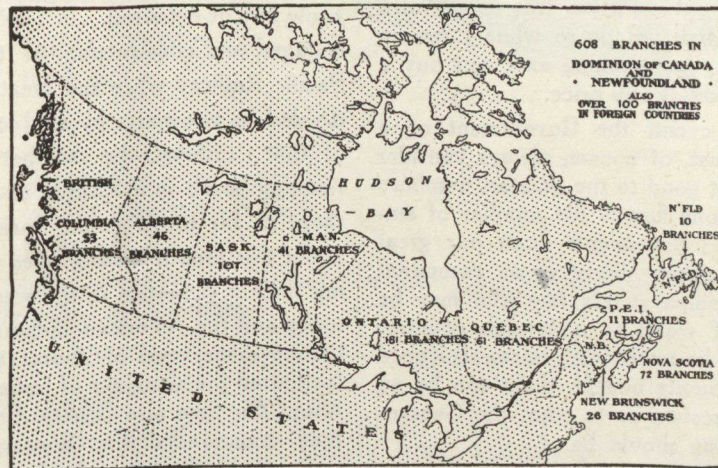 608 BRANCHES IN
DOMINION OF CANADA
AND
• NEWFOUNDLAND •
ALSO
OVER 100 BRANCHES
IN FOREIGN COUNTRIES
HUDSON
BAY
BRITISH
COLUMBIA
53
BRANCHES
ALBERTA
46
BRANCHES
SASK.
107
BRANCHES
MAN.
41 BRANCHES
ONTARIO
181 BRANCHES
QUEBEC
61 BRANCHES
N'FLD
10
BRANCHES
N'FLD.
P.E.I.
11 BRANCHES
N.B.
NOVA SCOTIA
72 BRANCHES
NEW BRUNSWICK
26 BRANCHES
UNITED STATES